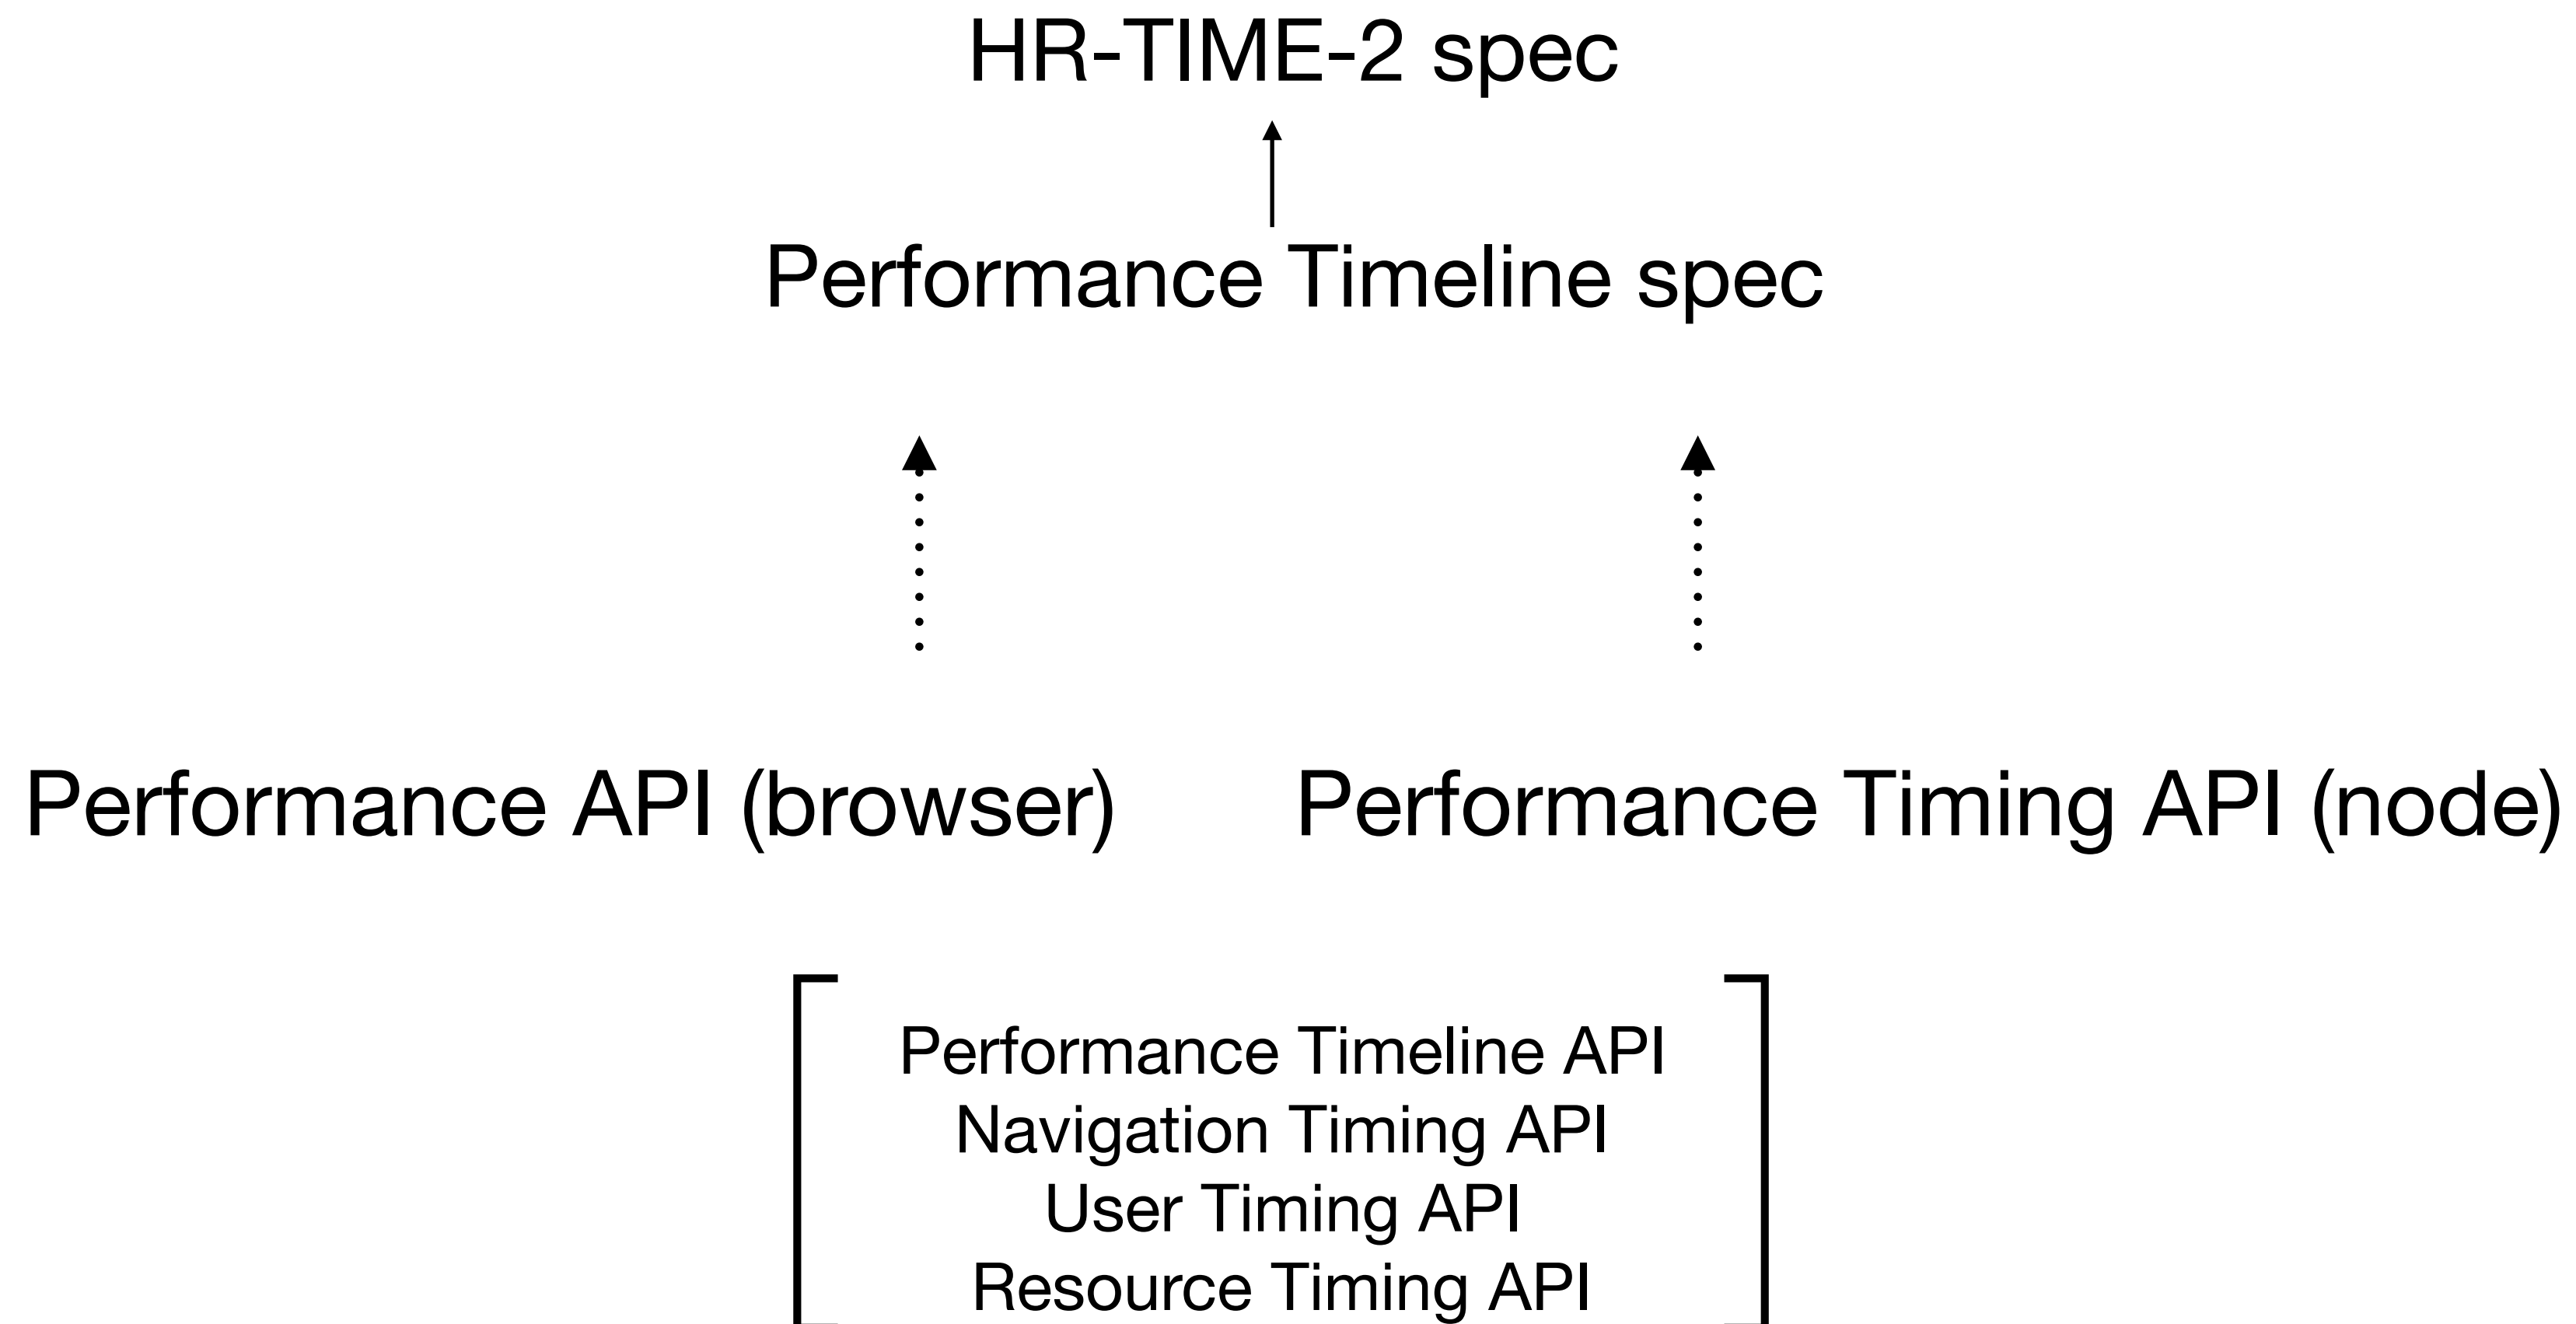 HR-TIME-2 spec
Performance Timeline spec
Performance API (browser)
Performance Timing API (node)
Performance Timeline API
Navigation Timing API
User Timing API
Resource Timing API